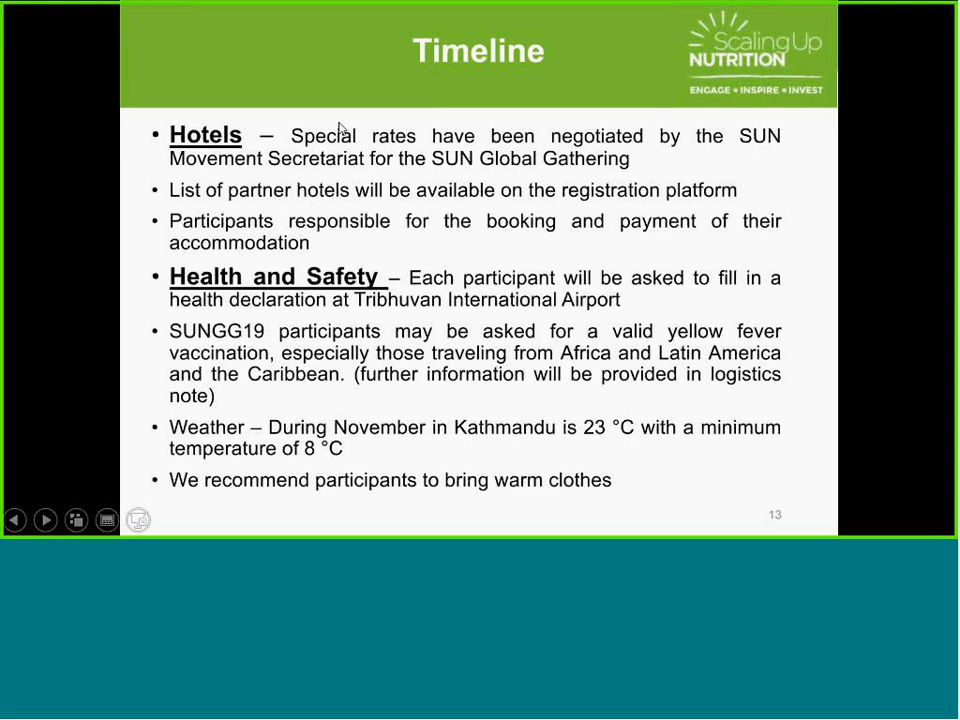 Timeline
Scaling Up
NUTRITION
ENGAGE • INSPIRE • INVEST
• Hotels – Special rates have been negotiated by the SUN
Movement Secretariat for the SUN Global Gathering
• List of partner hotels will be available on the registration platform
• Participants responsible for the booking and payment of their
accommodation
• Health and Safety – Each participant will be asked to fill in a
health declaration at Tribhuvan International Airport
• SUNGG19 participants may be asked for a valid yellow fever
vaccination, especially those traveling from Africa and Latin America
and the Caribbean. (further information will be provided in logistics
note)
• Weather – During November in Kathmandu is 23 °C with a minimum
temperature of 8 °C
• We recommend participants to bring warm clothes
13